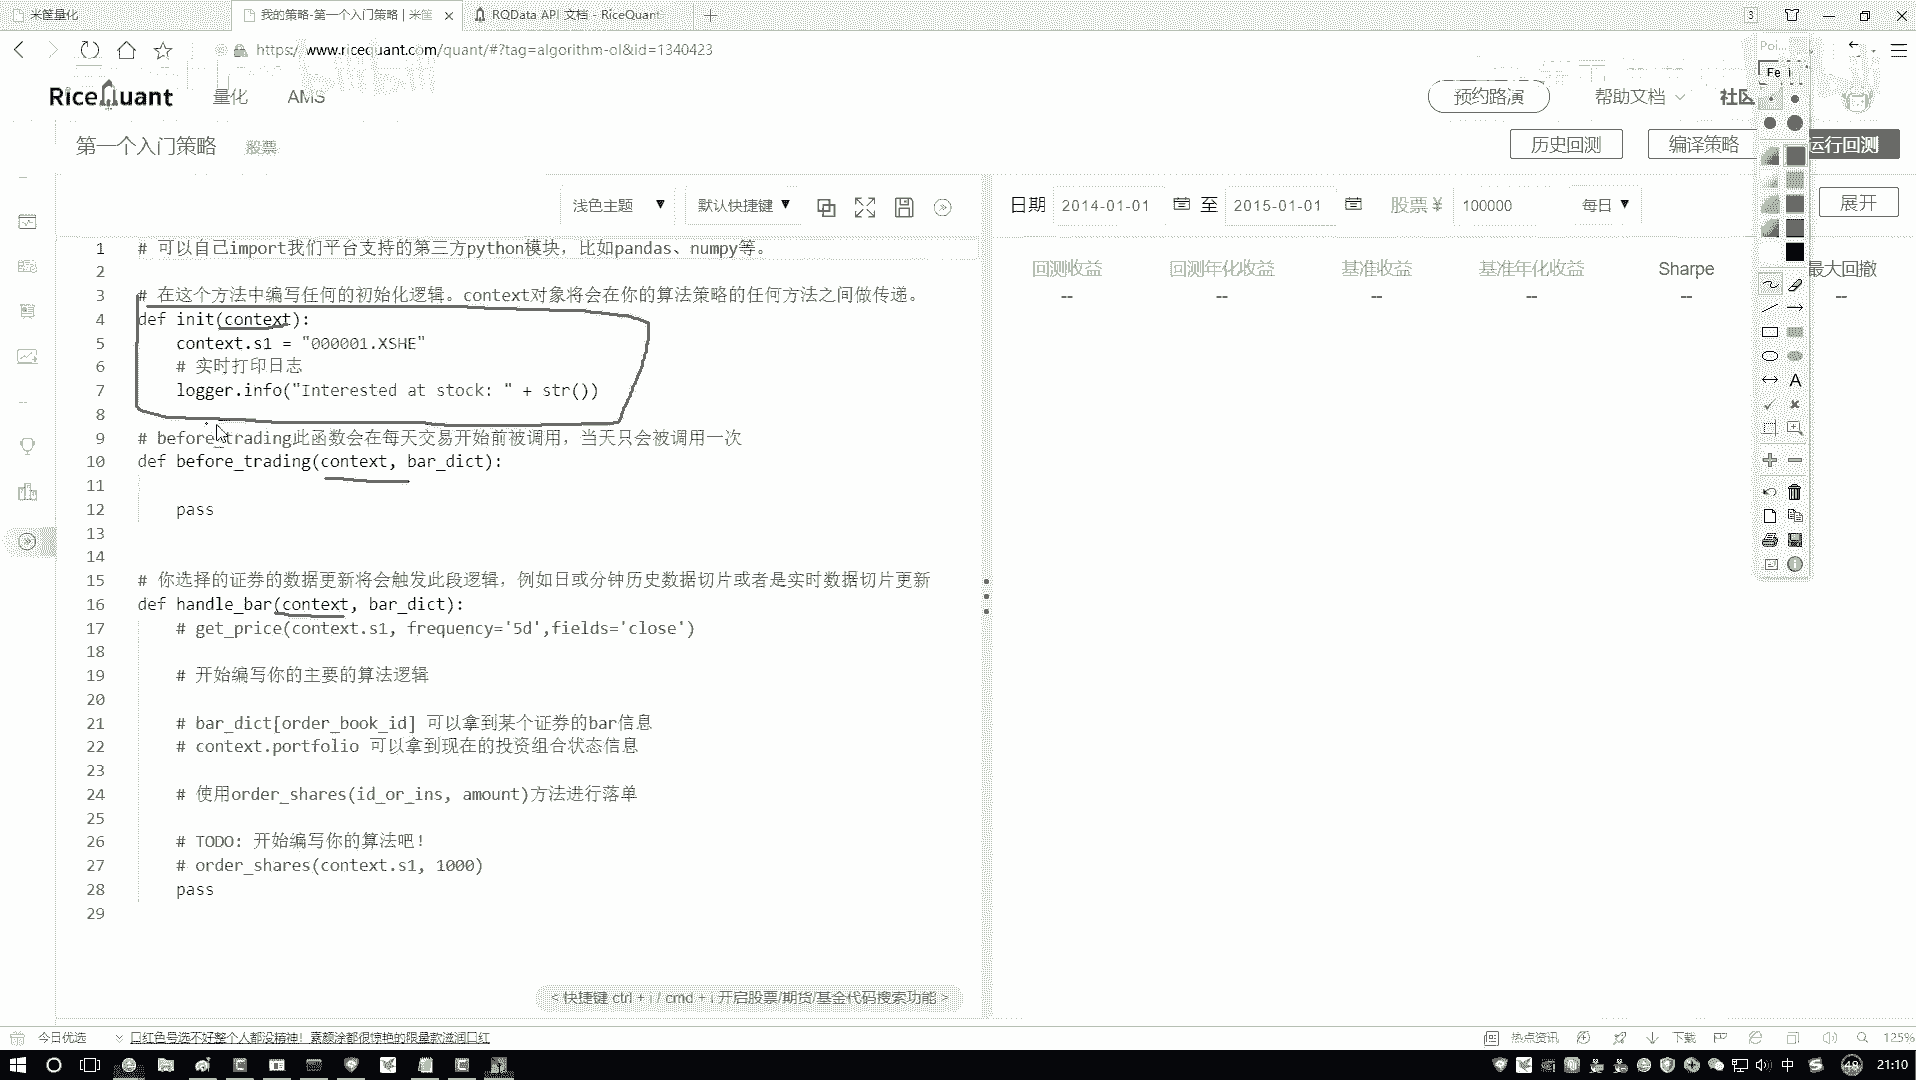 米筐量化
我的策略-第一个入门策略 | 米筐
RQData API 文档 - RiceQuant
3
https://www.ricequant.com/quant/#?tag=algorithm-ol&id=1340423
RiceQuant
量化
AMS
预约路演
帮助文档
社区
第一个入门策略
股票
历史回测
编译策略
运行回测
浅色主题
默认快捷键
日期
2014-01-01
至
2015-01-01
股票 ¥
100000
每日
展开
回测收益
回测年化收益
基准收益
基准年化收益
Sharpe
最大回撤
-- -- -- -- -- --
1 # 可以自己import我们平台支持的第三方python模块，比如pandas、numpy等。
2
3 # 在这个方法中编写任何的初始化逻辑。context对象将会在你的算法策略的任何方法之间做传递。
4 def init(context):
5 context.s1 = "000001.XSHE"
6 # 实时打印日志
7 logger.info("Interested at stock: " + str())
8
9 # before_trading此函数会在每天交易开始前被调用，当天只会被调用一次
10 def before_trading(context, bar_dict):
11
12 pass
13
14
15 # 你选择的证券的数据更新将会触发此段逻辑，例如日或分钟历史数据切片或者是实时数据切片更新
16 def handle_bar(context, bar_dict):
17 # get_price(context.s1, frequency='5d',fields='close')
18
19 # 开始编写你的主要的算法逻辑
20
21 # bar_dict[order_book_id] 可以拿到某个证券的bar信息
22 # context.portfolio 可以拿到现在的投资组合状态信息
23
24 # 使用order_shares(id_or_ins, amount)方法进行落单
25
26 # TODO: 开始编写你的算法吧！
27 # order_shares(context.s1, 1000)
28 pass
29
< 快捷键 ctrl + i / cmd + i 开启股票/期货/基金代码搜索功能 >
今日优选
口红色号选不好整个人都没精神！素颜涂都很惊艳的限量款滋润口红
热点资讯
下载
125%
中
48
21:10